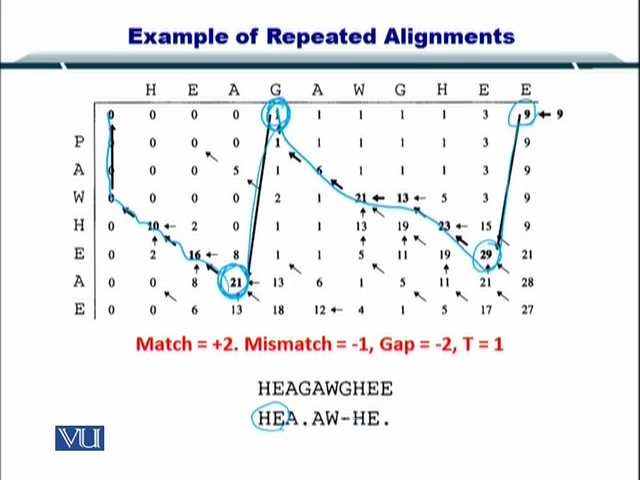 Example of Repeated Alignments
H E A G A W G H E E
0 0 0 0 1 1 1 1 1 3 9 9
P 0 0 0 1 1 1 1 1 3 9
A 0 0 5 1 6 1 1 1 3 9
W 0 0 0 0 2 1 21 13 5 3 9
H 0 10 2 0 1 1 13 19 23 15 9
E 0 2 16 8 1 1 5 11 19 29 21
A 0 0 8 21 13 6 1 5 11 21 28
E 0 0 6 13 18 12 4 1 5 17 27
Match = +2. Mismatch = -1, Gap = -2, T = 1
HEAGAWGHEE
HEA.AW-HE.
VU